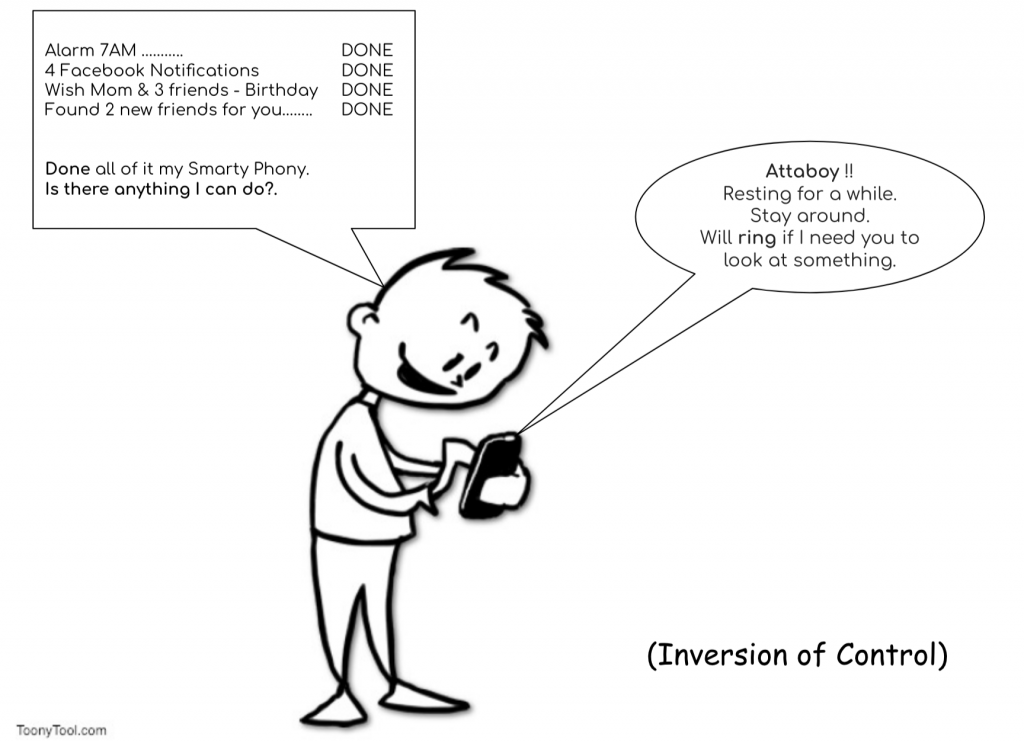 Alarm 7AM ........... DONE
4 Facebook Notifications DONE
Wish Mom & 3 friends - Birthday DONE
Found 2 new friends for you........ DONE
Done all of it my Smarty Phony.
Is there anything I can do?.
Attaboy !!
Resting for a while.
Stay around.
Will ring if I need you to
look at something.
(Inversion of Control)
ToonyTool.com